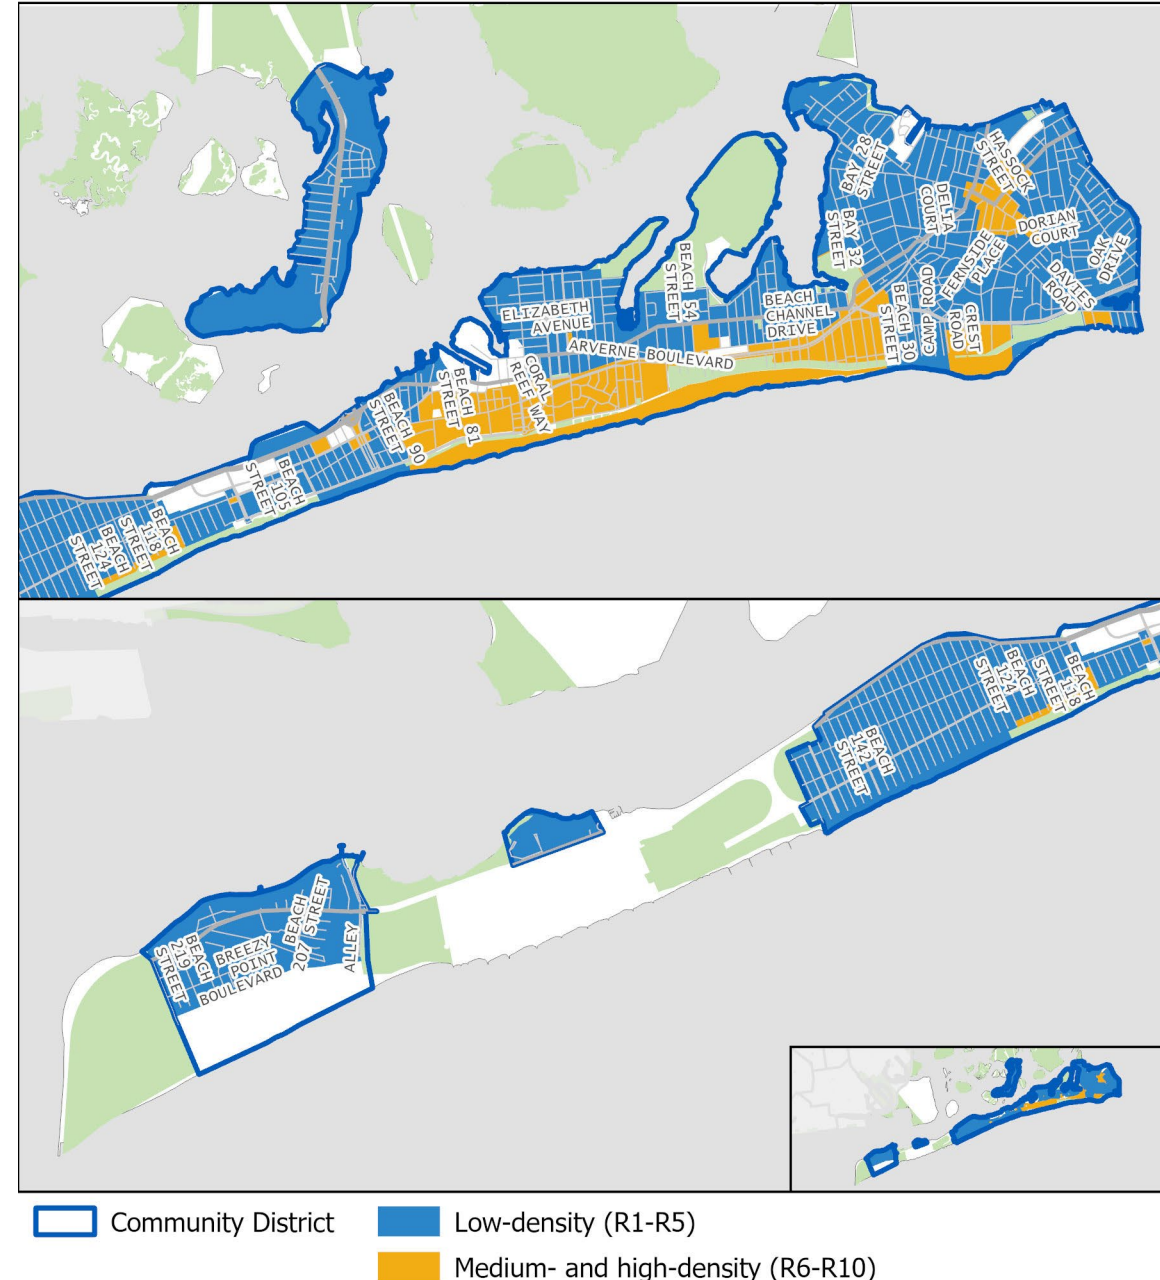 HASSOCK
STREET
BAY 28
STREET
DELTA
COURT
DORIAN
COURT
BAY 32
STREET
FERNSIDE
PLACE
OAK
DRIVE
DAVIES
ROAD
BEACH 54
STREET
BEACH
CHANNEL
DRIVE
ELIZABETH
AVENUE
CAMP ROAD
CREST
ROAD
BEACH 30
STREET
ARVERNE BOULEVARD
CORAL
REEF WAY
BEACH 81
STREET
BEACH 90
STREET
BEACH
105
STREET
BEACH
118
STREET
BEACH
124
STREET
BEACH
118
STREET
BEACH
124
STREET
BEACH
142
STREET
BEACH
207 STREET
ALLEY
BREEZY
POINT
BOULEVARD
BEACH
219
STREET
Community District
Low-density (R1-R5)
Medium- and high-density (R6-R10)